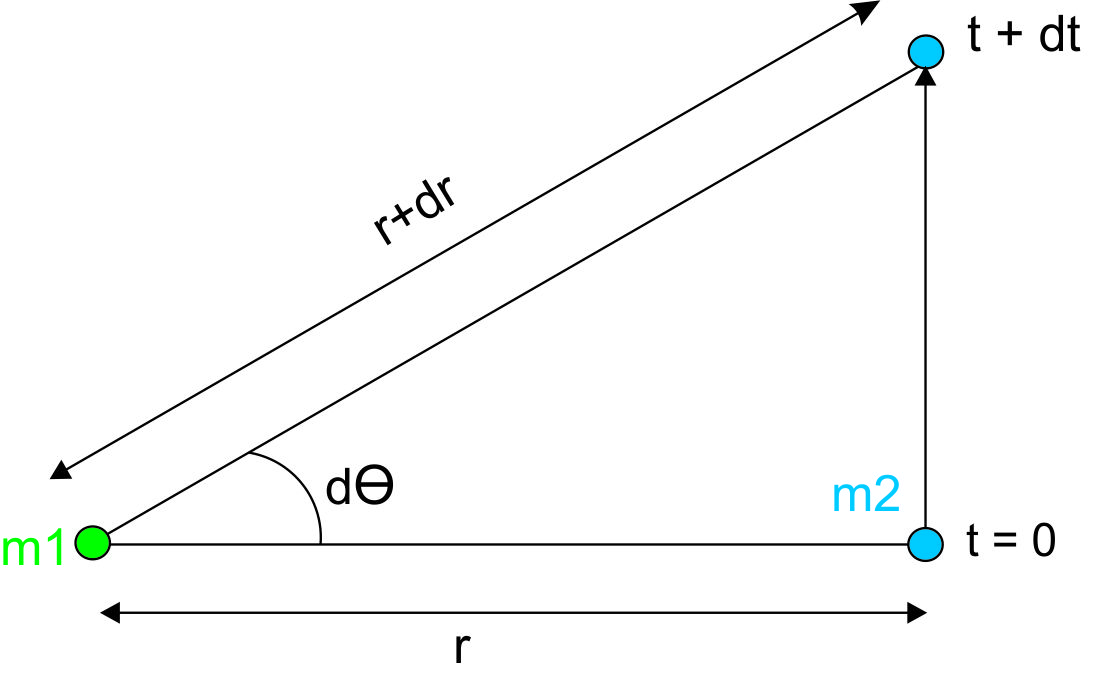 t + dt
r+dr
dΘ
m2
m1
t = 0
r